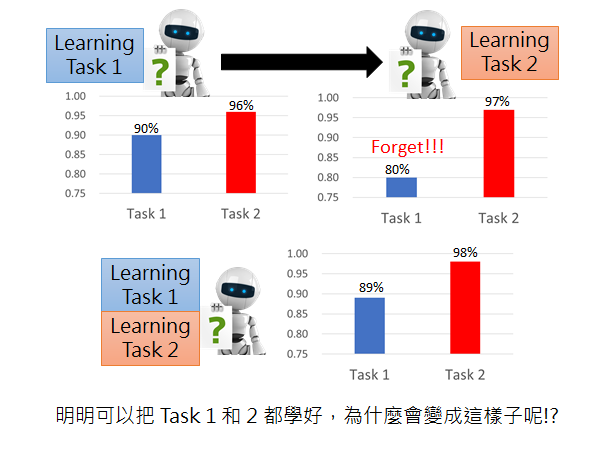 Learning
Task 1
Learning
Task 2
?
?
1.00
0.95
0.90
0.85
0.80
0.75
90%
96%
Task 1
Task 2
1.00
0.95
0.90
0.85
0.80
0.75
Forget!!!
80%
97%
Task 1
Task 2
Learning
Task 1
Learning
Task 2
?
1.00
0.95
0.90
0.85
0.80
0.75
89%
98%
Task 1
Task 2
明明可以把 Task 1 和 2 都學好，為什麼會變成這樣子呢!?